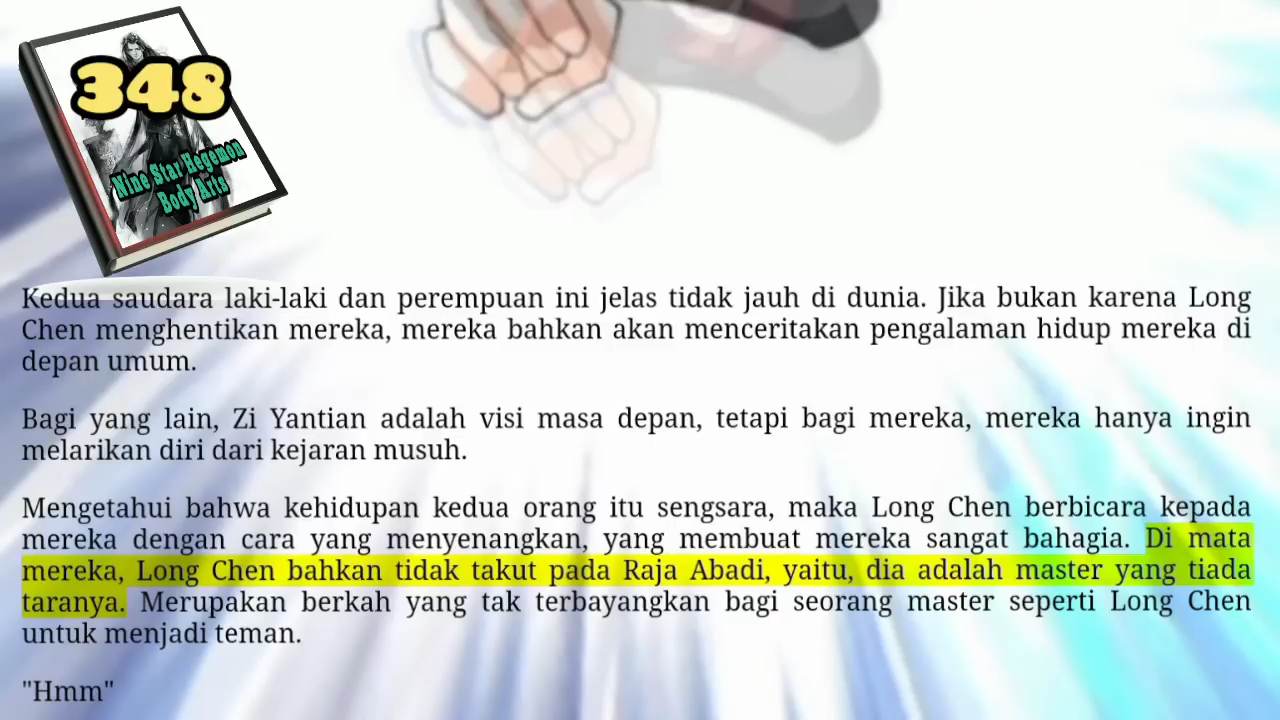 348
Nine Star Hegemon
Body Arts
Kedua saudara laki-laki dan perempuan ini jelas tidak jauh di dunia. Jika bukan karena Long
Chen menghentikan mereka, mereka bahkan akan menceritakan pengalaman hidup mereka di
depan umum.
Bagi yang lain, Zi Yantian adalah visi masa depan, tetapi bagi mereka, mereka hanya ingin
melarikan diri dari kejaran musuh.
Mengetahui bahwa kehidupan kedua orang itu sengsara, maka Long Chen berbicara kepada
mereka dengan cara yang menyenangkan, yang membuat mereka sangat bahagia. Di mata
mereka, Long Chen bahkan tidak takut pada Raja Abadi, yaitu, dia adalah master yang tiada
taranya. Merupakan berkah yang tak terbayangkan bagi seorang master seperti Long Chen
untuk menjadi teman.
"Hmm"